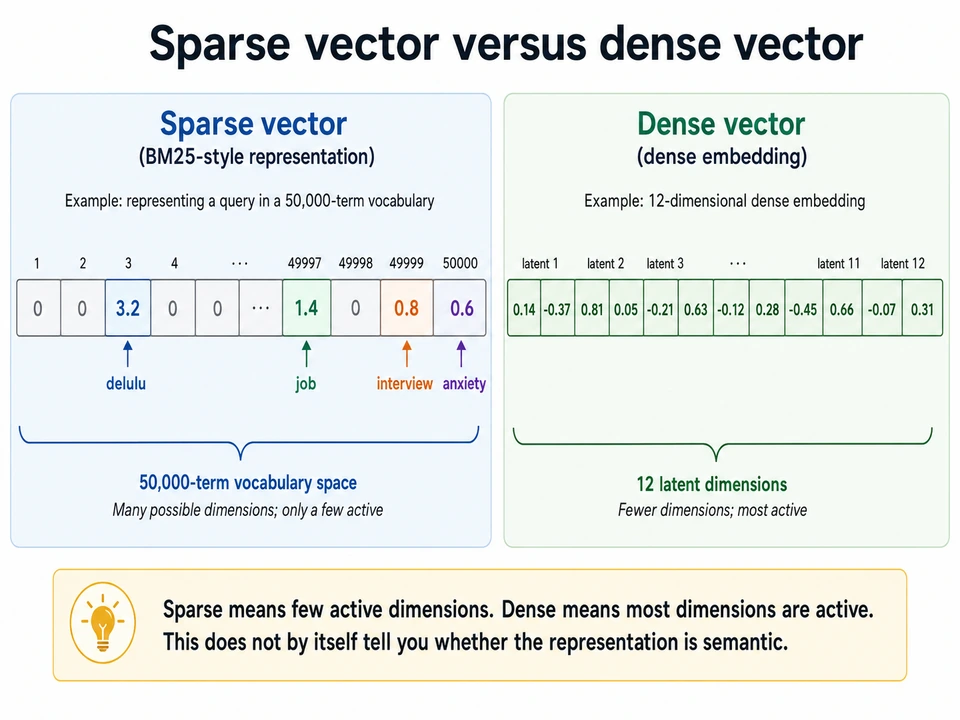 Sparse vector versus dense vector
Sparse vector
(BM25-style representation)
Example: representing a query in a 50,000-term vocabulary
1 2 3 4 ··· 49997 49998 49999 50000
0 0 3.2 0 0 ··· 1.4 0 0.8 0.6
delulu job interview anxiety
50,000-term vocabulary space
Many possible dimensions; only a few active
Dense vector
(dense embedding)
Example: 12-dimensional dense embedding
latent 1 latent 2 latent 3 ··· latent 11 latent 12
0.14 -0.37 0.81 0.05 -0.21 0.63 -0.12 0.28 -0.45 0.66 -0.07 0.31
12 latent dimensions
Fewer dimensions; most active
Sparse means few active dimensions. Dense means most dimensions are active.
This does not by itself tell you whether the representation is semantic.